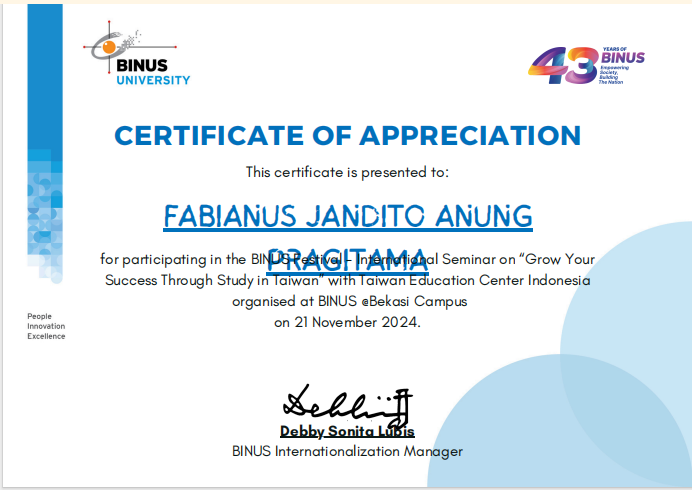 BINUS
UNIVERSITY
43 YEARS OF
BINUS
Empowering
Society,
Building
The Nation
CERTIFICATE OF APPRECIATION
This certificate is presented to:
FABIANUS JANDITO ANUNG
PRAGITAMA
for participating in the BINUS Festival - International Seminar on “Grow Your
Success Through Study in Taiwan” with Taiwan Education Center Indonesia
organised at BINUS @Bekasi Campus
on 21 November 2024.
People
Innovation
Excellence
Debby Sonita Lubis
BINUS Internationalization Manager